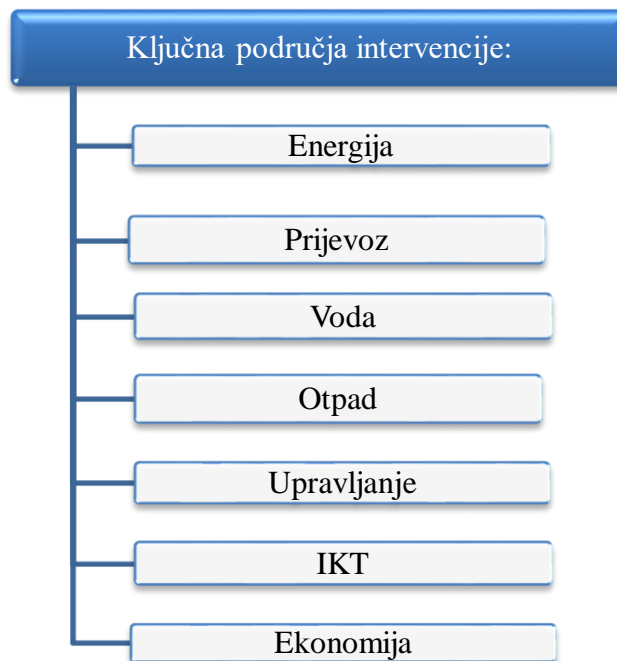 Ključna područja intervencije:
Energija
Prijevoz
Voda
Otpad
Upravljanje
IKT
Ekonomija